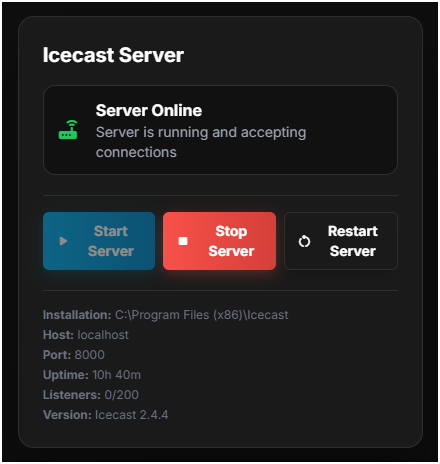 Icecast Server
Server Online
Server is running and accepting
connections
Start
Server
Stop
Server
Restart
Server
Installation: C:\Program Files (x86)\Icecast
Host: localhost
Port: 8000
Uptime: 10h 40m
Listeners: 0/200
Version: Icecast 2.4.4